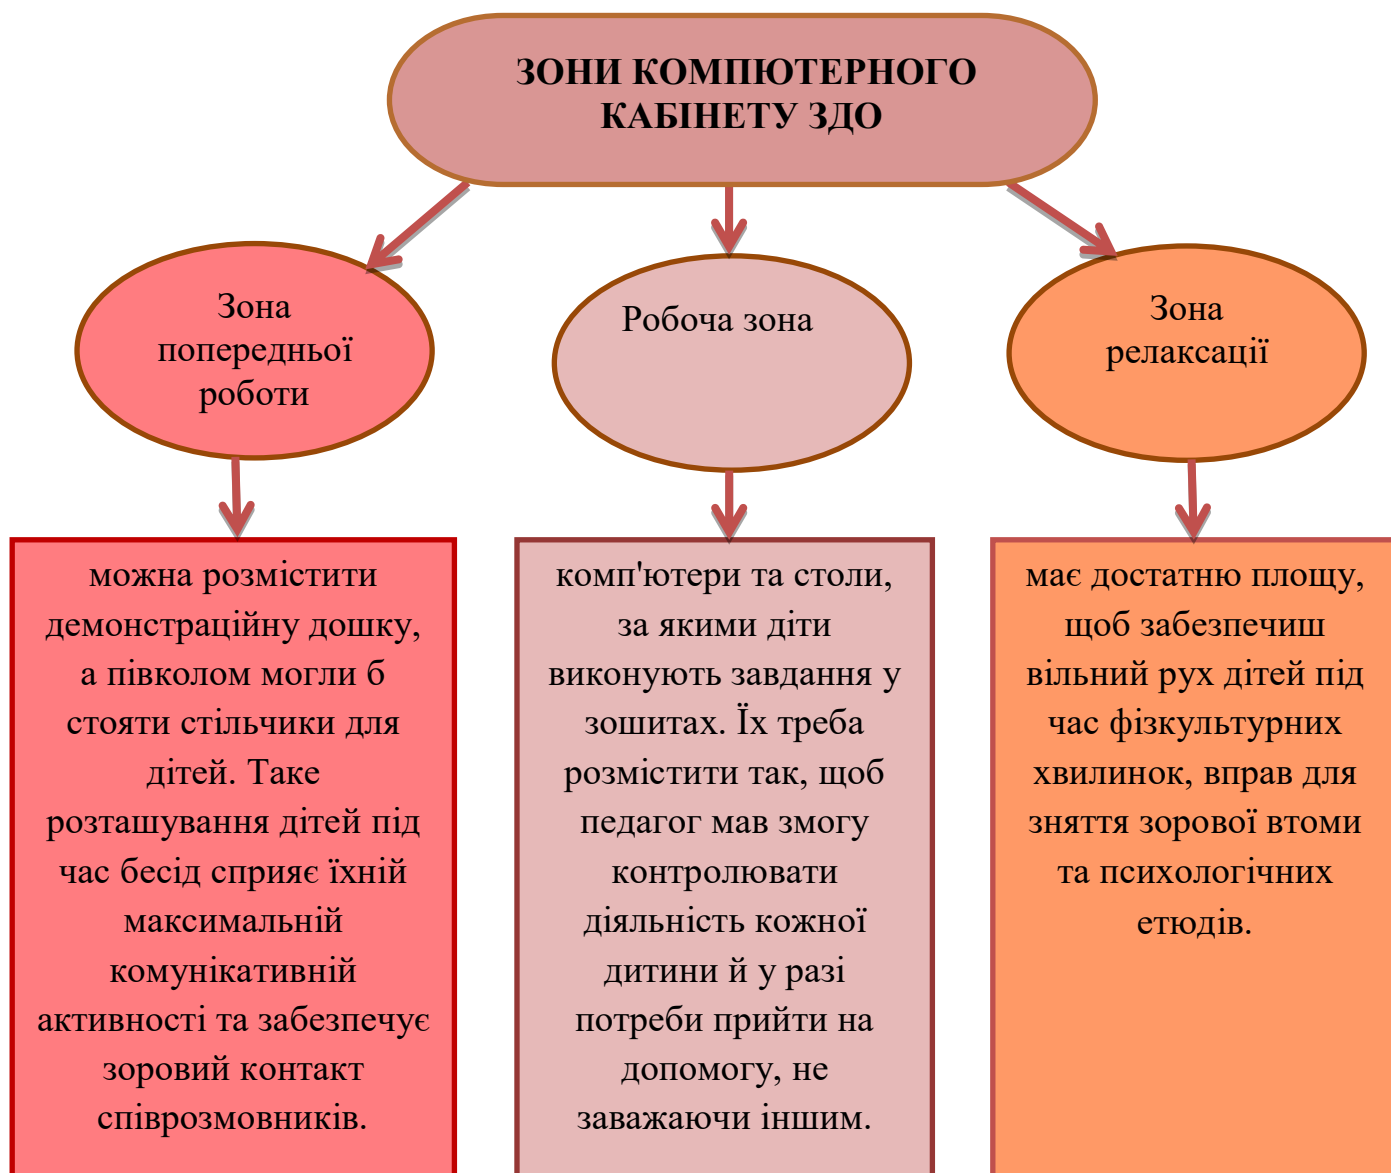 ЗОНИ КОМПЮТЕРНОГО
КАБІНЕТУ ЗДО
Зона
попередньої
роботи
Робоча зона
Зона
релаксації
можна розмістити
демонстраційну дошку,
а півколом могли б
стояти стільчики для
дітей. Таке
розташування дітей під
час бесід сприяє їхній
максимальній
комунікативній
активності та забезпечує
зоровий контакт
співрозмовників.
комп'ютери та столи,
за якими діти
виконують завдання у
зошитах. Їх треба
розмістити так, щоб
педагог мав змогу
контролювати
діяльність кожної
дитини й у разі
потреби прийти на
допомогу, не
заважаючи іншим.
має достатню площу,
щоб забезпечиш
вільний рух дітей під
час фізкультурних
хвилинок, вправ для
зняття зорової втоми
та психологічних
етюдів.